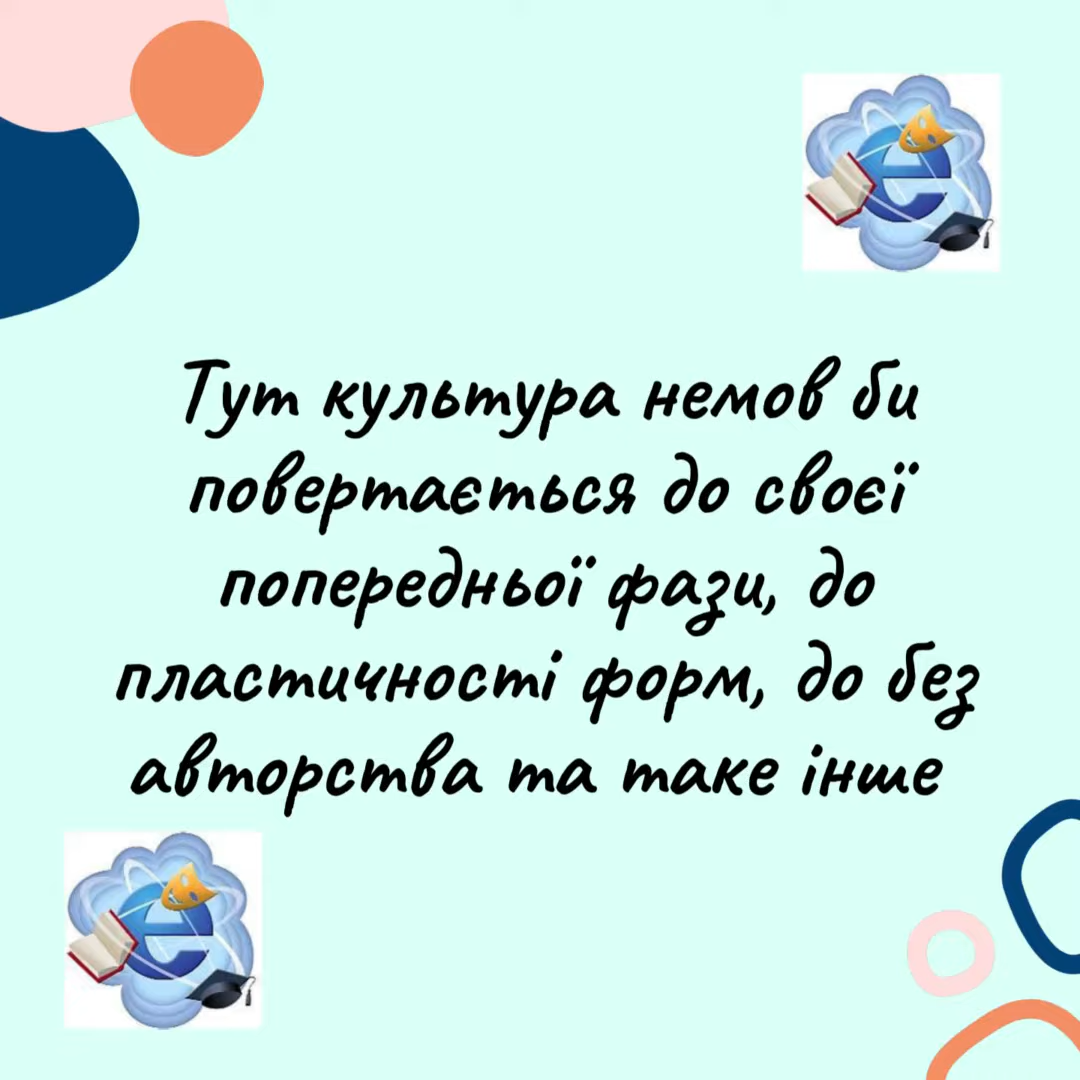 Тут культура немов би
повертається до своєї
попередньої фази, до
пластичності форм, до без
авторства та таке інше